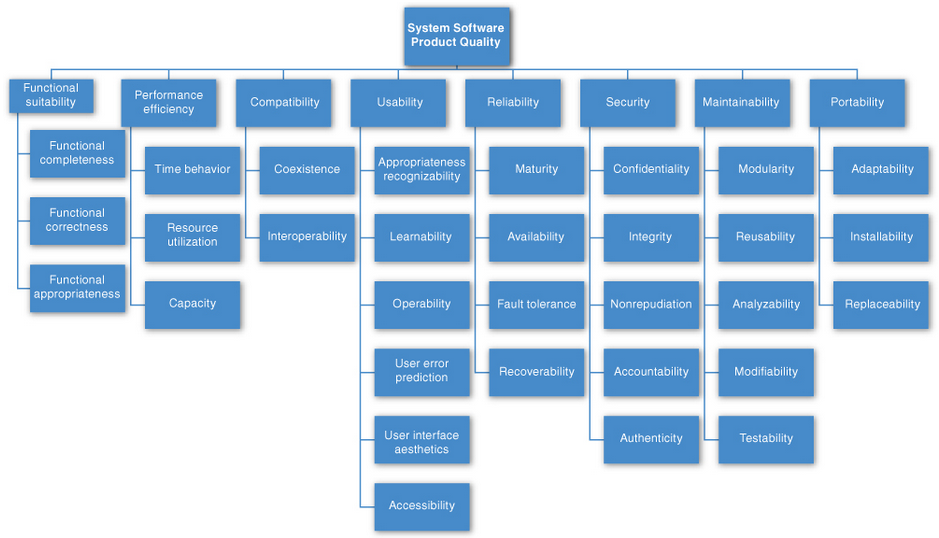 System Software
Product Quality
Functional
suitability
Functional
completeness
Functional
correctness
Functional
appropriateness
Performance
efficiency
Time behavior
Resource
utilization
Capacity
Compatibility
Coexistence
Interoperability
Usability
Appropriateness
recognizability
Learnability
Operability
User error
prediction
User interface
aesthetics
Accessibility
Reliability
Maturity
Availability
Fault tolerance
Recoverability
Security
Confidentiality
Integrity
Nonrepudiation
Accountability
Authenticity
Maintainability
Modularity
Reusability
Analyzability
Modifiability
Testability
Portability
Adaptability
Installability
Replaceability